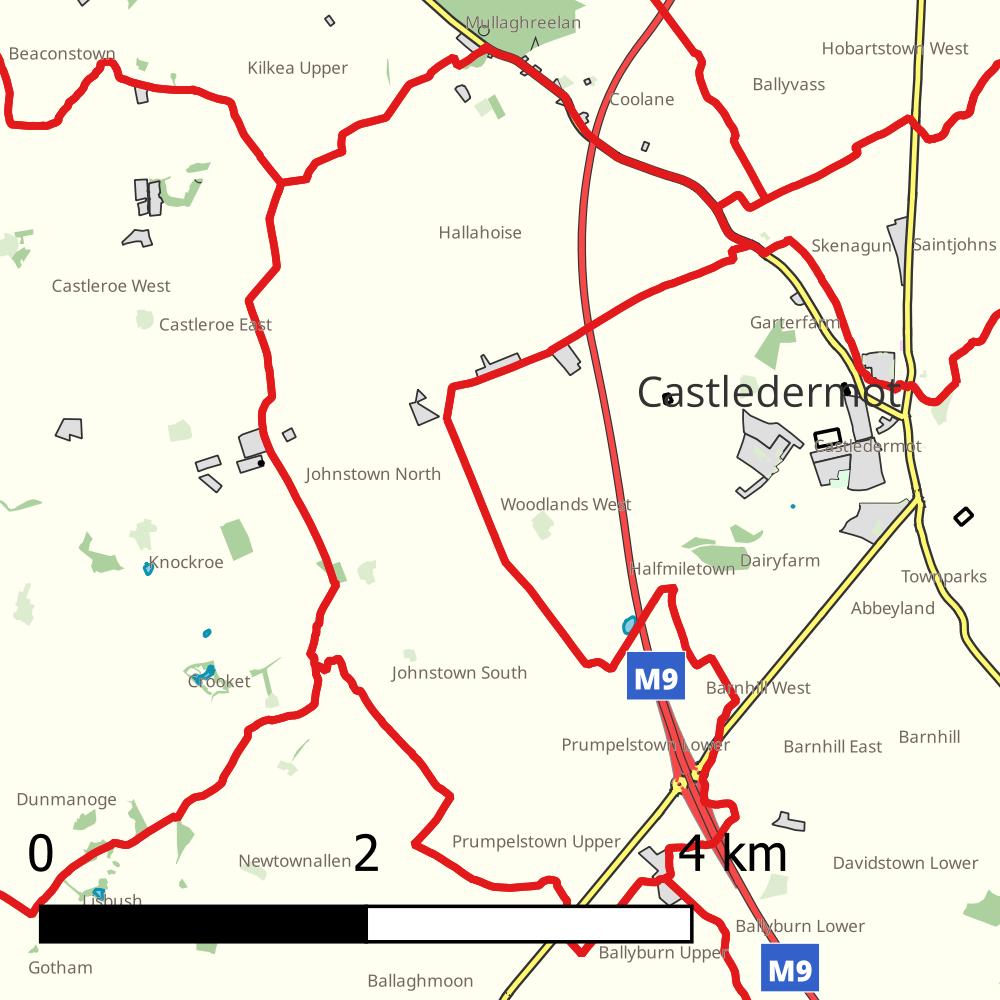 Mullaghreelan
Beaconstown
Hobartstown West
Kilkea Upper
Ballyvass
Coolane
Hallahoise
Skenagun
Saintjohns
Castleroe West
Castleroe East
Garterfarm
Castledermot
Castledermot
Johnstown North
Woodlands West
Knockroe
Dairyfarm
Halfmiletown
Townparks
Abbeyland
Johnstown South
Crooket
M9
Barnhill West
Prumpelstown Lower
Barnhill East
Barnhill
Dunmanoge
Prumpelstown Upper
0
2
4 km
Newtownallen
Davidstown Lower
Lisbush
Ballyburn Lower
Ballyburn Upper
Gotham
M9
Ballaghmoon